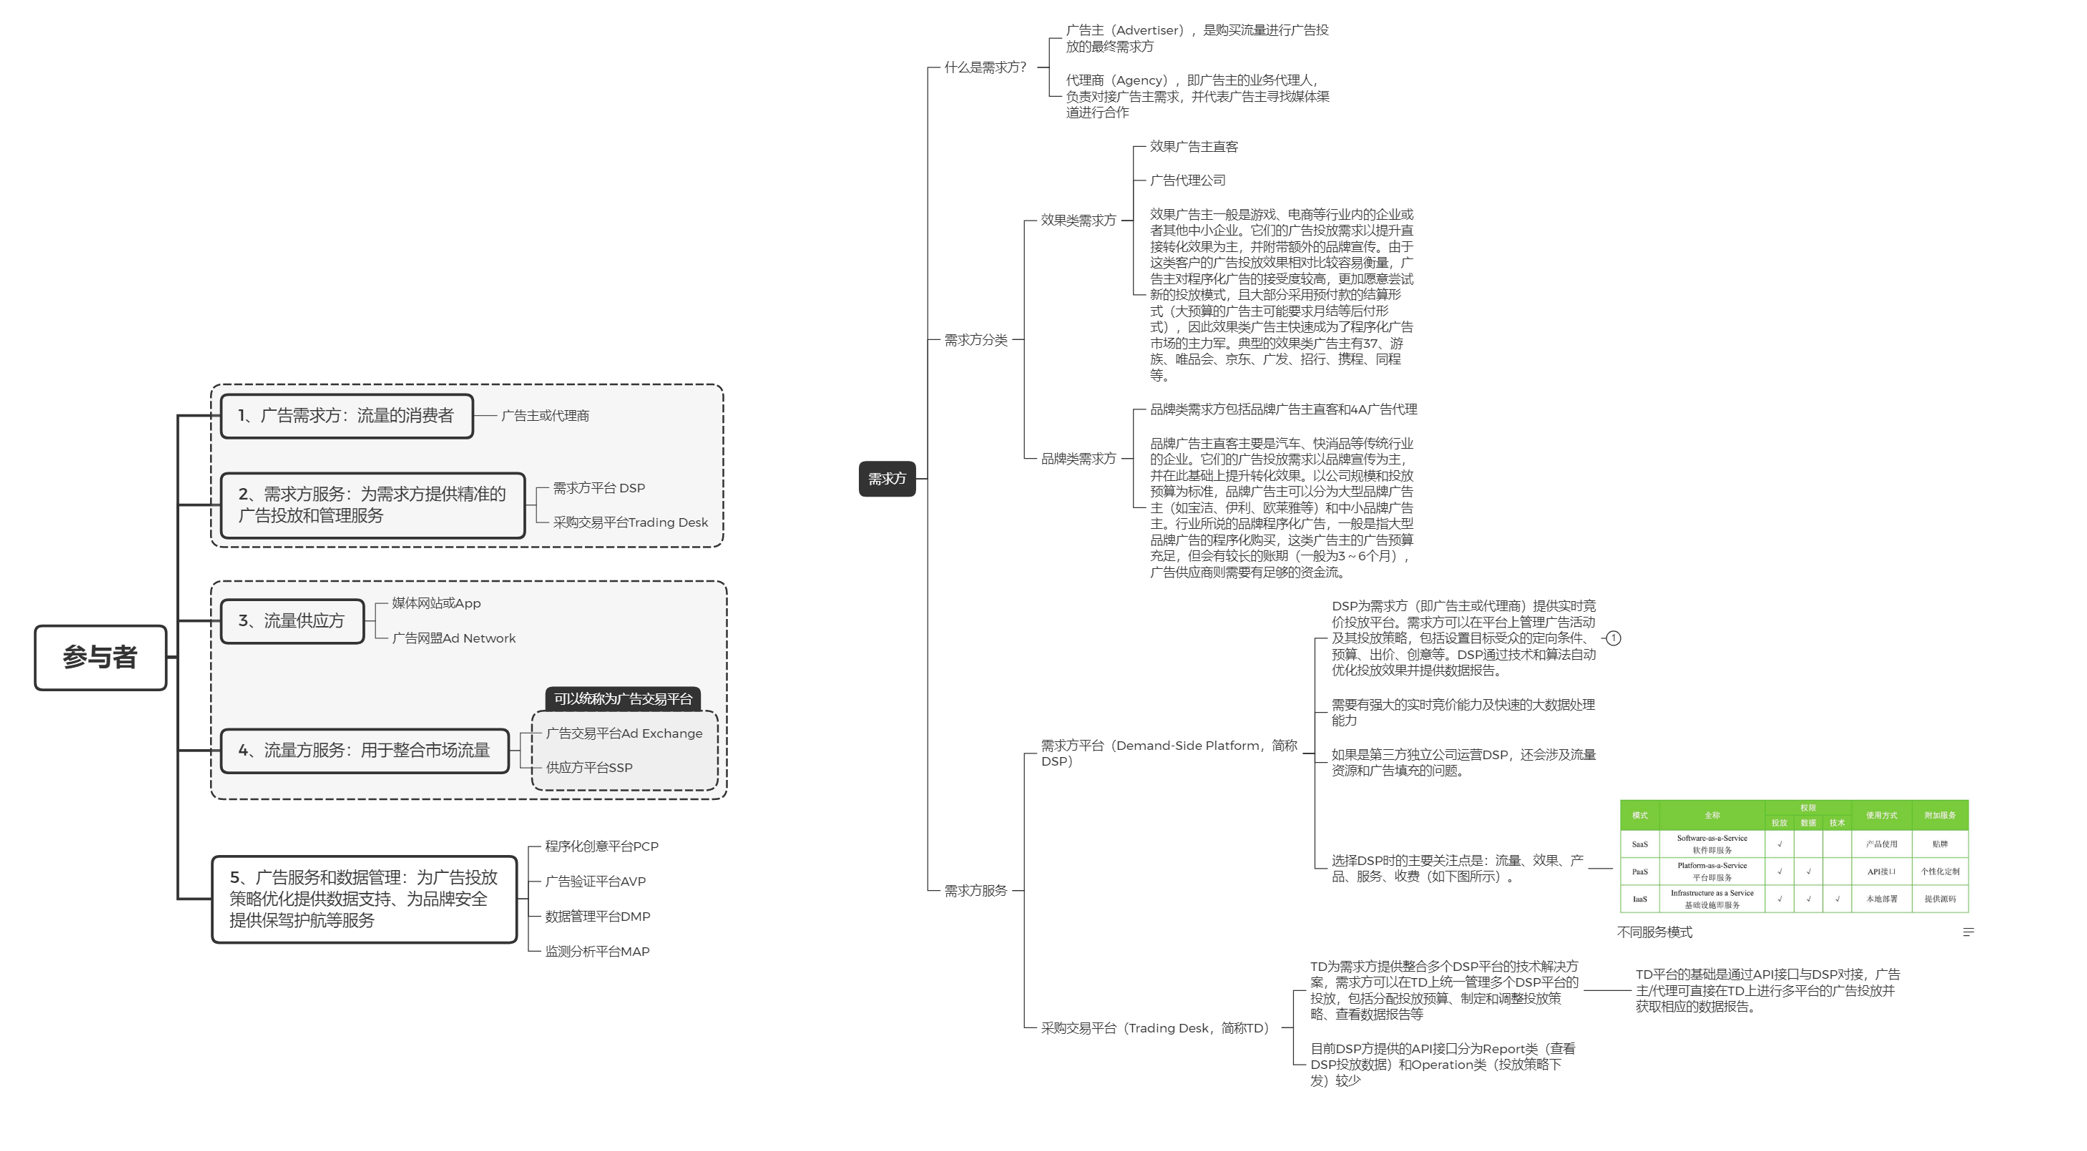 参与者
1、广告需求方：流量的消费者
广告主或代理商
2、需求方服务：为需求方提供精准的
广告投放和管理服务
需求方平台 DSP
采购交易平台Trading Desk
3、流量供应方
媒体网站或App
广告网盟Ad Network
4、流量方服务：用于整合市场流量
可以统称为广告交易平台
广告交易平台Ad Exchange
供应方平台SSP
5、广告服务和数据管理：为广告投放
策略优化提供数据支持、为品牌安全
提供保驾护航等服务
程序化创意平台PCP
广告验证平台AVP
数据管理平台DMP
监测分析平台MAP
需求方
什么是需求方？
广告主（Advertiser），是购买流量进行广告投
放的最终需求方
代理商（Agency），即广告主的业务代理人，
负责对接广告主需求，并代表广告主寻找媒体渠
道进行合作
需求方分类
效果类需求方
效果广告主直客
广告代理公司
效果广告主一般是游戏、电商等行业内的企业或
者其他中小企业。它们的广告投放需求以提升直
接转化效果为主，并附带额外的品牌宣传。由于
这类客户的广告投放效果相对比较容易衡量，广
告主对程序化广告的接受度较高，更加愿意尝试
新的投放模式，且大部分采用预付款的结算形
式（大预算的广告主可能要求月结等后付形
式），因此效果类广告主快速成为了程序化广告
市场的主力军。典型的效果类广告主有37、游
族、唯品会、京东、广发、招行、携程、同程
等。
品牌类需求方
品牌类需求方包括品牌广告主直客和4A广告代理
品牌广告主直客主要是汽车、快消品等传统行业
的企业。它们的广告投放需求以品牌宣传为主，
并在此基础上提升转化效果。以公司规模和投放
预算为标准，品牌广告主可以分为大型品牌广告
主（如宝洁、伊利、欧莱雅等）和中小品牌广告
主。行业所说的品牌程序化广告，一般是指大型
品牌广告的程序化购买，这类广告主的广告预算
充足，但会有较长的账期（一般为3～6个月），
广告供应商则需要有足够的资金流。
需求方服务
需求方平台（Demand-Side Platform，简称
DSP）
DSP为需求方（即广告主或代理商）提供实时竞
价投放平台。需求方可以在平台上管理广告活动
及其投放策略，包括设置目标受众的定向条件、
预算、出价、创意等。DSP通过技术和算法自动
优化投放效果并提供数据报告。
1
需要有强大的实时竞价能力及快速的大数据处理
能力
如果是第三方独立公司运营DSP，还会涉及流量
资源和广告填充的问题。
选择DSP时的主要关注点是：流量、效果、产
品、服务、收费（如下图所示）。
模式 全称 权限 使用方式 附加服务
投放 数据 技术
SaaS Software-as-a-Service 软件即服务 √ 产品使用 贴牌
PaaS Platform-as-a-Service 平台即服务 √ √ API接口 个性化定制
IaaS Infrastructure as a Service 基础设施即服务 √ √ √ 本地部署 提供源码
不同服务模式
采购交易平台（Trading Desk，简称TD）
TD为需求方提供整合多个DSP平台的技术解决方
案，需求方可以在TD上统一管理多个DSP平台的
投放，包括分配投放预算、制定和调整投放策
略、查看数据报告等
TD平台的基础是通过API接口与DSP对接，广告
主/代理可直接在TD上进行多平台的广告投放并
获取相应的数据报告。
目前DSP方提供的API接口分为Report类（查看
DSP投放数据）和Operation类（投放策略下
发）较少